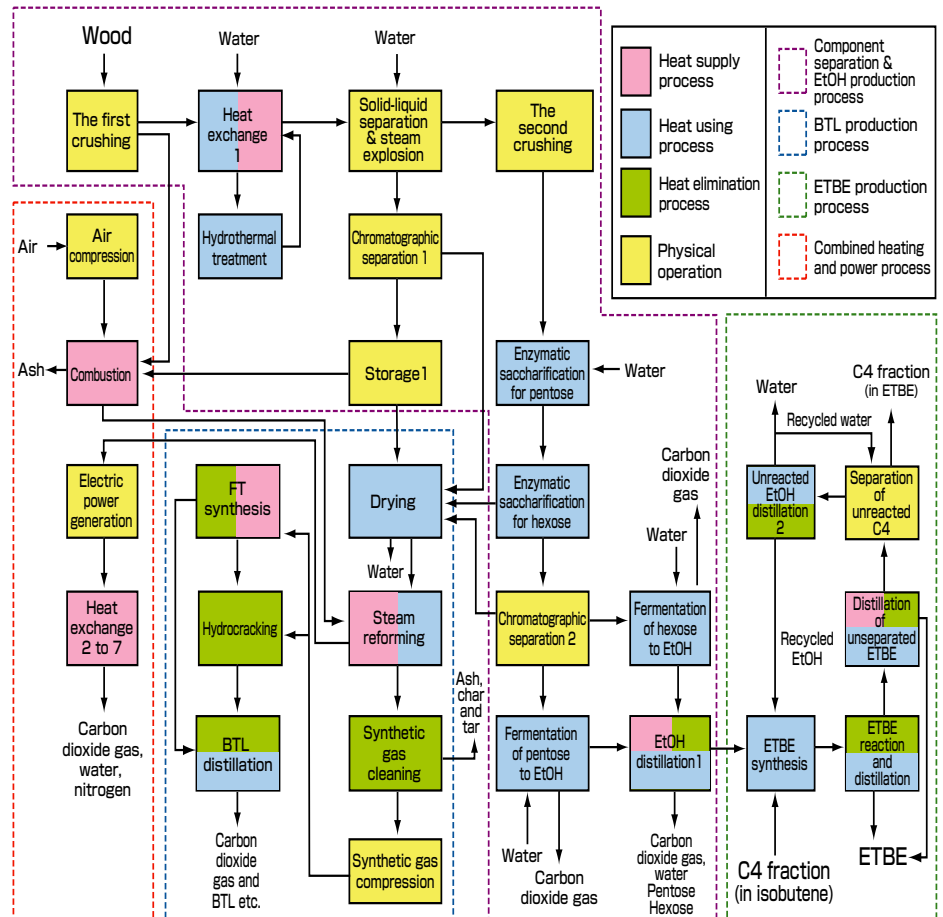 Wood
Water
Water
The first
crushing
Heat
exchange
1
Solid-liquid
separation
& steam
explosion
The
second
crushing
Heat supply
process
Heat using
process
Heat elimination
process
Physical
operation
Component
separation &
EtOH production
process
BTL production
process
ETBE production
process
Combined heating
and power process
Air
Air
compression
Hydrothermal
treatment
Chromatographic
separation 1
Ash
Combustion
Storage1
Enzymatic
saccharification
for pentose
Water
Water
C4 fraction
(in ETBE)
Recycled water
Electric
power
generation
FT
synthesis
Drying
Water
Enzymatic
saccharification
for hexose
Carbon
dioxide
gas
Water
Unreacted
EtOH
distillation
2
Separation
of
unreacted
C4
Heat
exchange
2 to 7
Hydrocracking
Steam
reforming
Chromatographic
separation 2
Fermentation
of hexose
to EtOH
Recycled
EtOH
Distillation
of
unseparated
ETBE
Carbon
dioxide gas,
water,
nitrogen
BTL
distillation
Synthetic
gas
cleaning
Ash,
char
and
tar
Fermentation
of pentose
to EtOH
EtOH
distillation1
ETBE
synthesis
ETBE
reaction
and
distillation
Carbon
dioxide
gas and
BTL etc.
Synthetic gas
compression
Water
Carbon
dioxide gas
Carbon
dioxide gas,
water
Pentose
Hexose
C4 fraction
(in isobutene)
ETBE